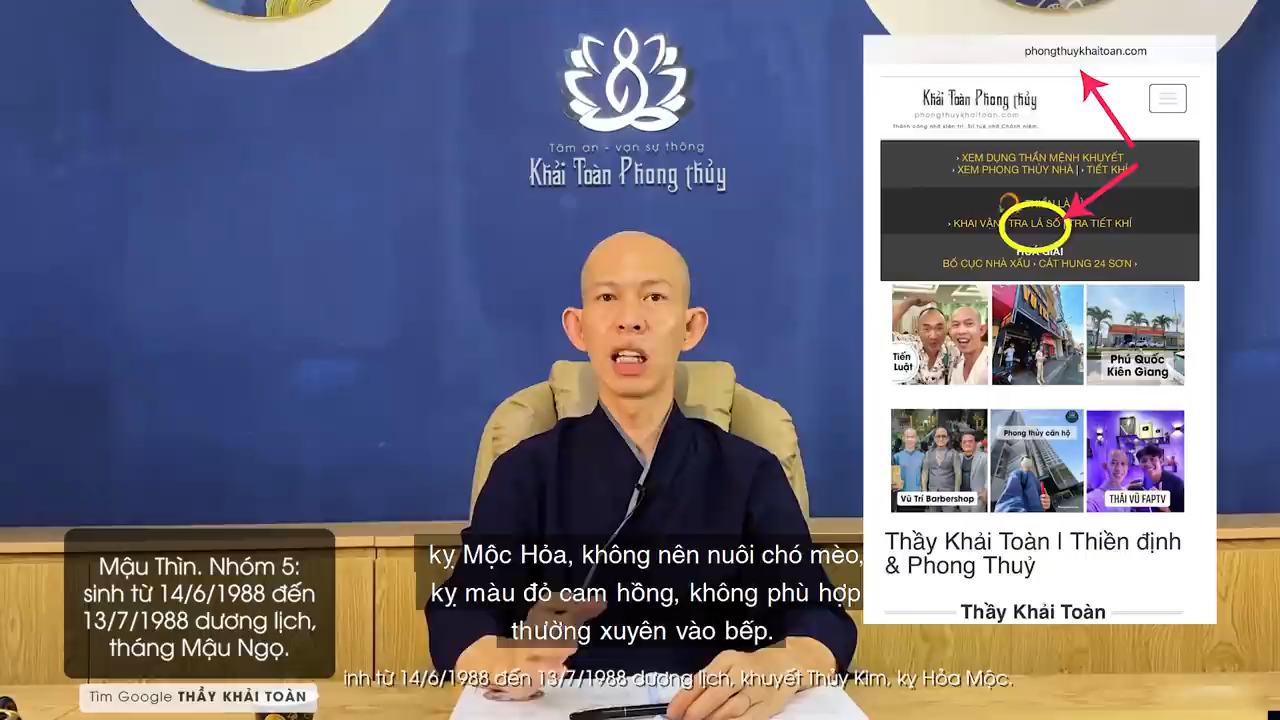 Tâm an - vạn sự thông
Khải Toàn Phong thủy
phongthuykhaitoan.com
Khải Toàn Phong thủy
phongthuykhaitoan.com
› XEM DỤNG THẦN MỆNH KHUYẾT
› XEM PHONG THỦY NHÀ | › TIẾT KHÍ
› KHAI VẬN TRA LÁ SỐ TRA TIẾT KHÍ
HOÁ GIẢI
BỐ CỤC NHÀ XẤU › CÁT HUNG 24 SƠN ›
Tiến
Luật
Phú Quốc
Kiên Giang
Vũ Trí Barbershop
Phong thủy căn hộ
THÁI VŨ FAPTV
Thầy Khải Toàn | Thiền định
& Phong Thuỷ
Thầy Khải Toàn
Mậu Thìn. Nhóm 5:
sinh từ 14/6/1988 đến
13/7/1988 dương lịch,
tháng Mậu Ngọ.
Tìm Google THẦY KHẢI TOÀN
kỵ Mộc Hỏa, không nên nuôi chó mèo,
kỵ màu đỏ cam hồng, không phù hợp
thường xuyên vào bếp.
inh từ 14/6/1988 đến 13/7/1988 dương lịch, khuyết Thủy Kim, kỵ Hỏa Mộc.